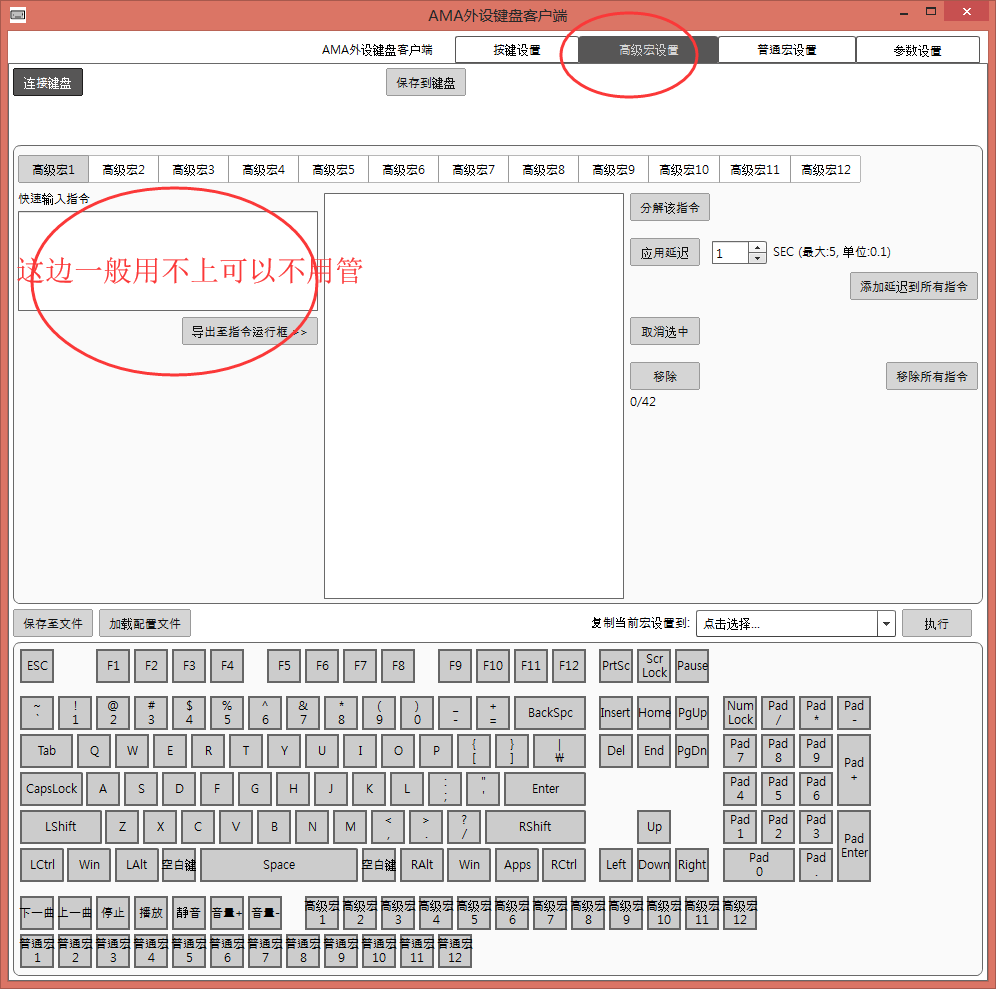 AMA外设键盘客户端
AMA外设键盘客户端 按键设置 高级宏设置 普通宏设置 参数设置
连接键盘 保存到键盘
高级宏1 高级宏2 高级宏3 高级宏4 高级宏5 高级宏6 高级宏7 高级宏8 高级宏9 高级宏10 高级宏11 高级宏12
快速输入指令
分解该指令
应用延迟 1 SEC (最大:5, 单位:0.1)
这边一般用不上可以不用管
添加延迟到所有指令
导出至指令运行框 >>
取消选中
移除 移除所有指令
0/42
保存至文件 加载配置文件 复制当前宏设置到: 点击选择... 执行
ESC F1 F2 F3 F4 F5 F6 F7 F8 F9 F10 F11 F12 PrtSc Scr Lock Pause
~ ` ! 1 @ 2 # 3 $ 4 % 5 ^ 6 & 7 * 8 ( 9 ) 0 _ - + = BackSpc Insert Home PgUp Num Lock Pad / Pad * Pad -
Tab Q W E R T Y U I O P { [ } ] | ₩ Del End PgDn Pad 7 Pad 8 Pad 9 Pad +
CapsLock A S D F G H J K L : ; " ' Enter Pad 4 Pad 5 Pad 6
LShift Z X C V B N M < , > . ? / RShift Up Pad 1 Pad 2 Pad 3 Pad Enter
LCtrl Win LAlt 空白键 Space 空白键 RAlt Win Apps RCtrl Left Down Right Pad 0 Pad .
下一曲 上一曲 停止 播放 静音 音量+ 音量- 高级宏 1 高级宏 2 高级宏 3 高级宏 4 高级宏 5 高级宏 6 高级宏 7 高级宏 8 高级宏 9 高级宏 10 高级宏 11 高级宏 12
普通宏 1 普通宏 2 普通宏 3 普通宏 4 普通宏 5 普通宏 6 普通宏 7 普通宏 8 普通宏 9 普通宏 10 普通宏 11 普通宏 12